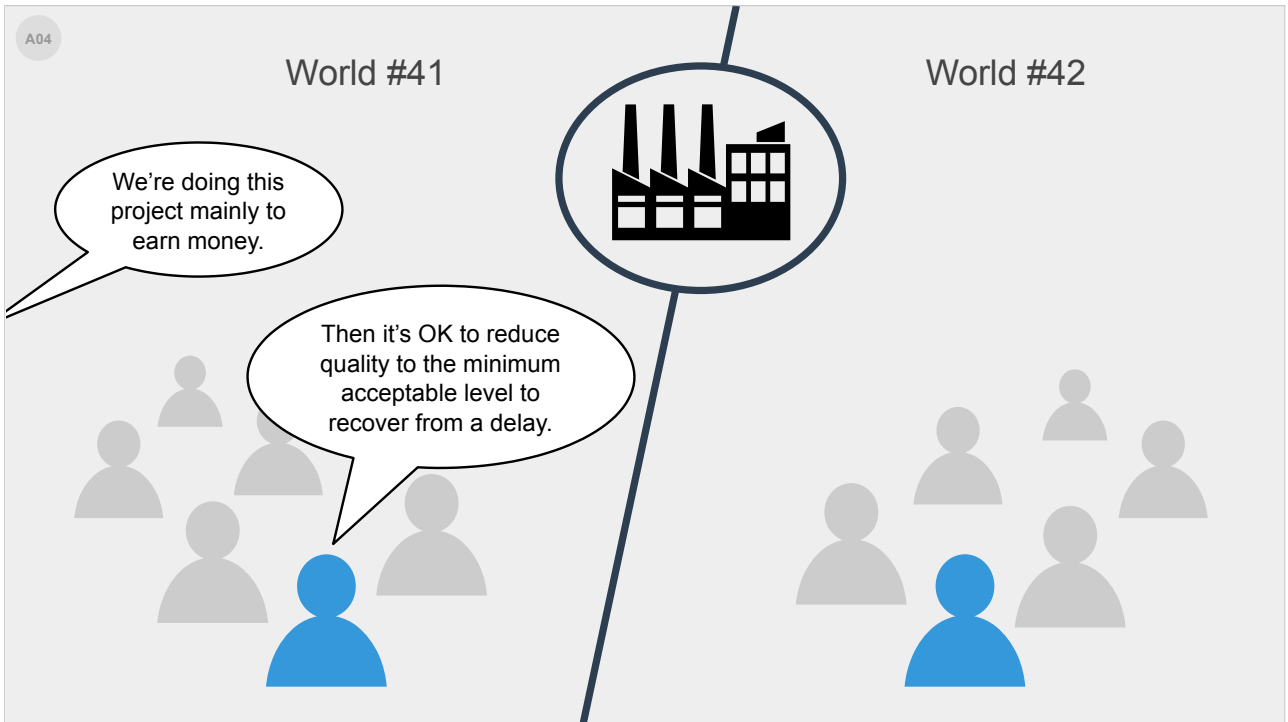 A04
World #41
World #42
We’re doing this
project mainly to
earn money.
Then it’s OK to reduce
quality to the minimum
acceptable level to
recover from a delay.